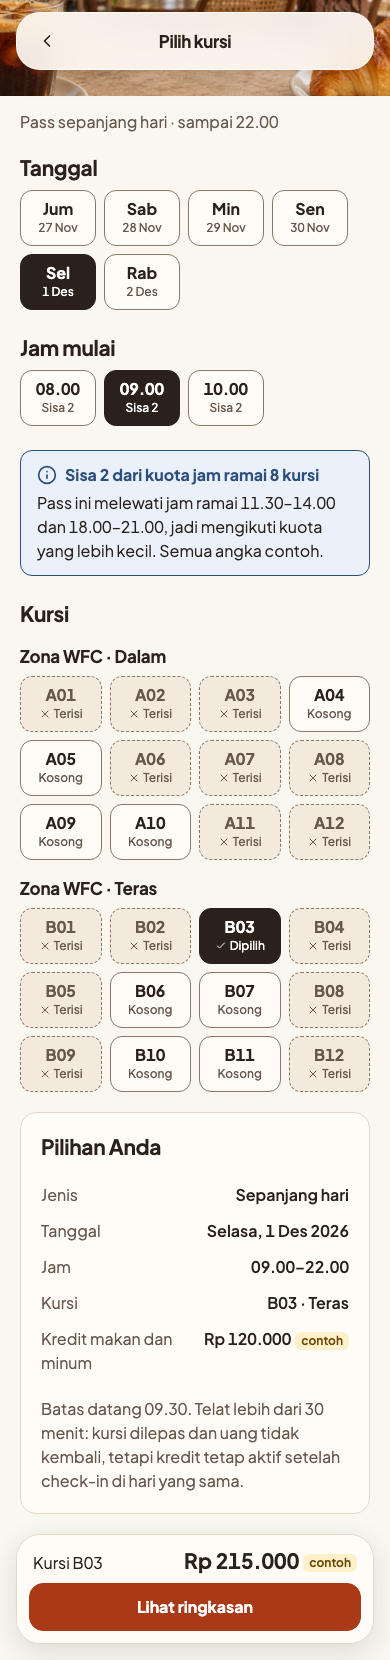 Pilih kursi
Pass sepanjang hari · sampai 22.00
Tanggal
Jum
27 Nov
Sab
28 Nov
Min
29 Nov
Sen
30 Nov
Sel
1 Des
Rab
2 Des
Jam mulai
08.00
Sisa 2
09.00
Sisa 2
10.00
Sisa 2
Sisa 2 dari kuota jam ramai 8 kursi
Pass ini melewati jam ramai 11.30–14.00
dan 18.00–21.00, jadi mengikuti kuota
yang lebih kecil. Semua angka contoh.
Kursi
Zona WFC · Dalam
A01
× Terisi
A02
× Terisi
A03
× Terisi
A04
Kosong
A05
Kosong
A06
× Terisi
A07
× Terisi
A08
× Terisi
A09
Kosong
A10
Kosong
A11
× Terisi
A12
× Terisi
Zona WFC · Teras
B01
× Terisi
B02
× Terisi
B03
✓ Dipilih
B04
× Terisi
B05
× Terisi
B06
Kosong
B07
Kosong
B08
× Terisi
B09
× Terisi
B10
Kosong
B11
Kosong
B12
× Terisi
Pilihan Anda
Jenis Sepanjang hari
Tanggal Selasa, 1 Des 2026
Jam 09.00–22.00
Kursi B03 · Teras
Kredit makan dan minum Rp 120.000 contoh
Batas datang 09.30. Telat lebih dari 30
menit: kursi dilepas dan uang tidak
kembali, tetapi kredit tetap aktif setelah
check-in di hari yang sama.
Kursi B03 Rp 215.000 contoh
Lihat ringkasan